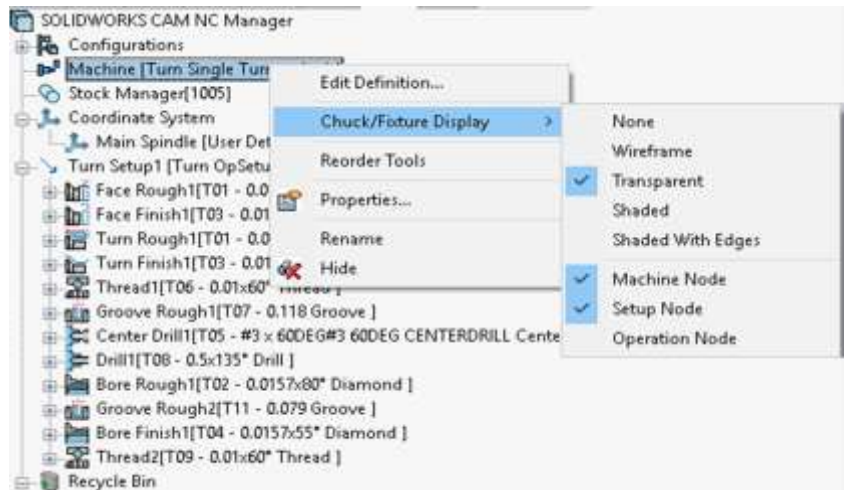 SOLIDWORKS CAM NC Manager
Configurations
Machine [Turn Single Tur
Stock Manager[1005]
Coordinate System
Main Spindle [User Det
Turn Setup1 [Turn OpSetu
Face Rough1[T01 - 0.0
Face Finish1[T03 - 0.01
Turn Rough1[T01 - 0.0
Turn Finish1[T03 - 0.01
Thread1[T06 - 0.01x60°
Groove Rough1[T07 - 0.118 Groove ]
Center Drill1[T05 - #3 x 60DEG#3 60DEG CENTERDRILL Cente
Drill1[T08 - 0.5x135° Drill ]
Bore Rough1[T02 - 0.0157x80° Diamond ]
Groove Rough2[T11 - 0.079 Groove ]
Bore Finish1[T04 - 0.0157x55° Diamond ]
Thread2[T09 - 0.01x60° Thread ]
Recycle Bin
Edit Definition...
Chuck/Fixture Display
Reorder Tools
Properties...
Rename
Hide
None
Wireframe
Transparent
Shaded
Shaded With Edges
Machine Node
Setup Node
Operation Node